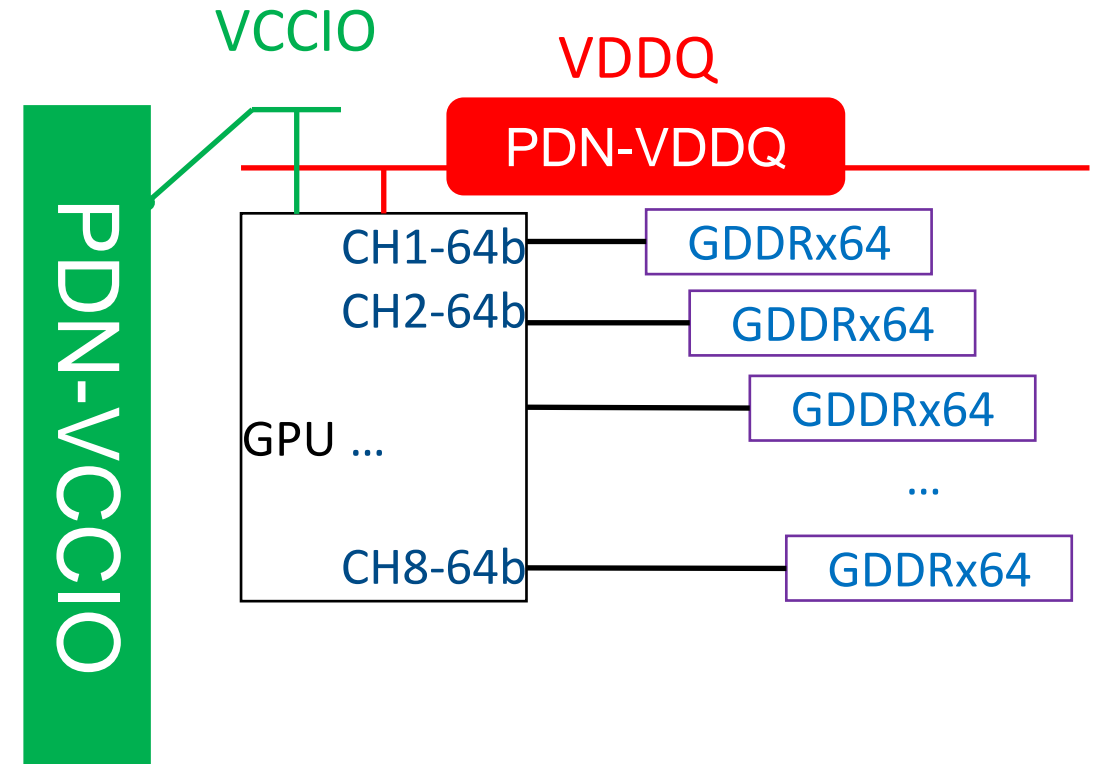 VCCIO
VDDQ
PDN-VDDQ
PDN-VCCIO
CH1-64b
GDDRx64
CH2-64b
GDDRx64
GDDRx64
GPU ...
...
CH8-64b
GDDRx64